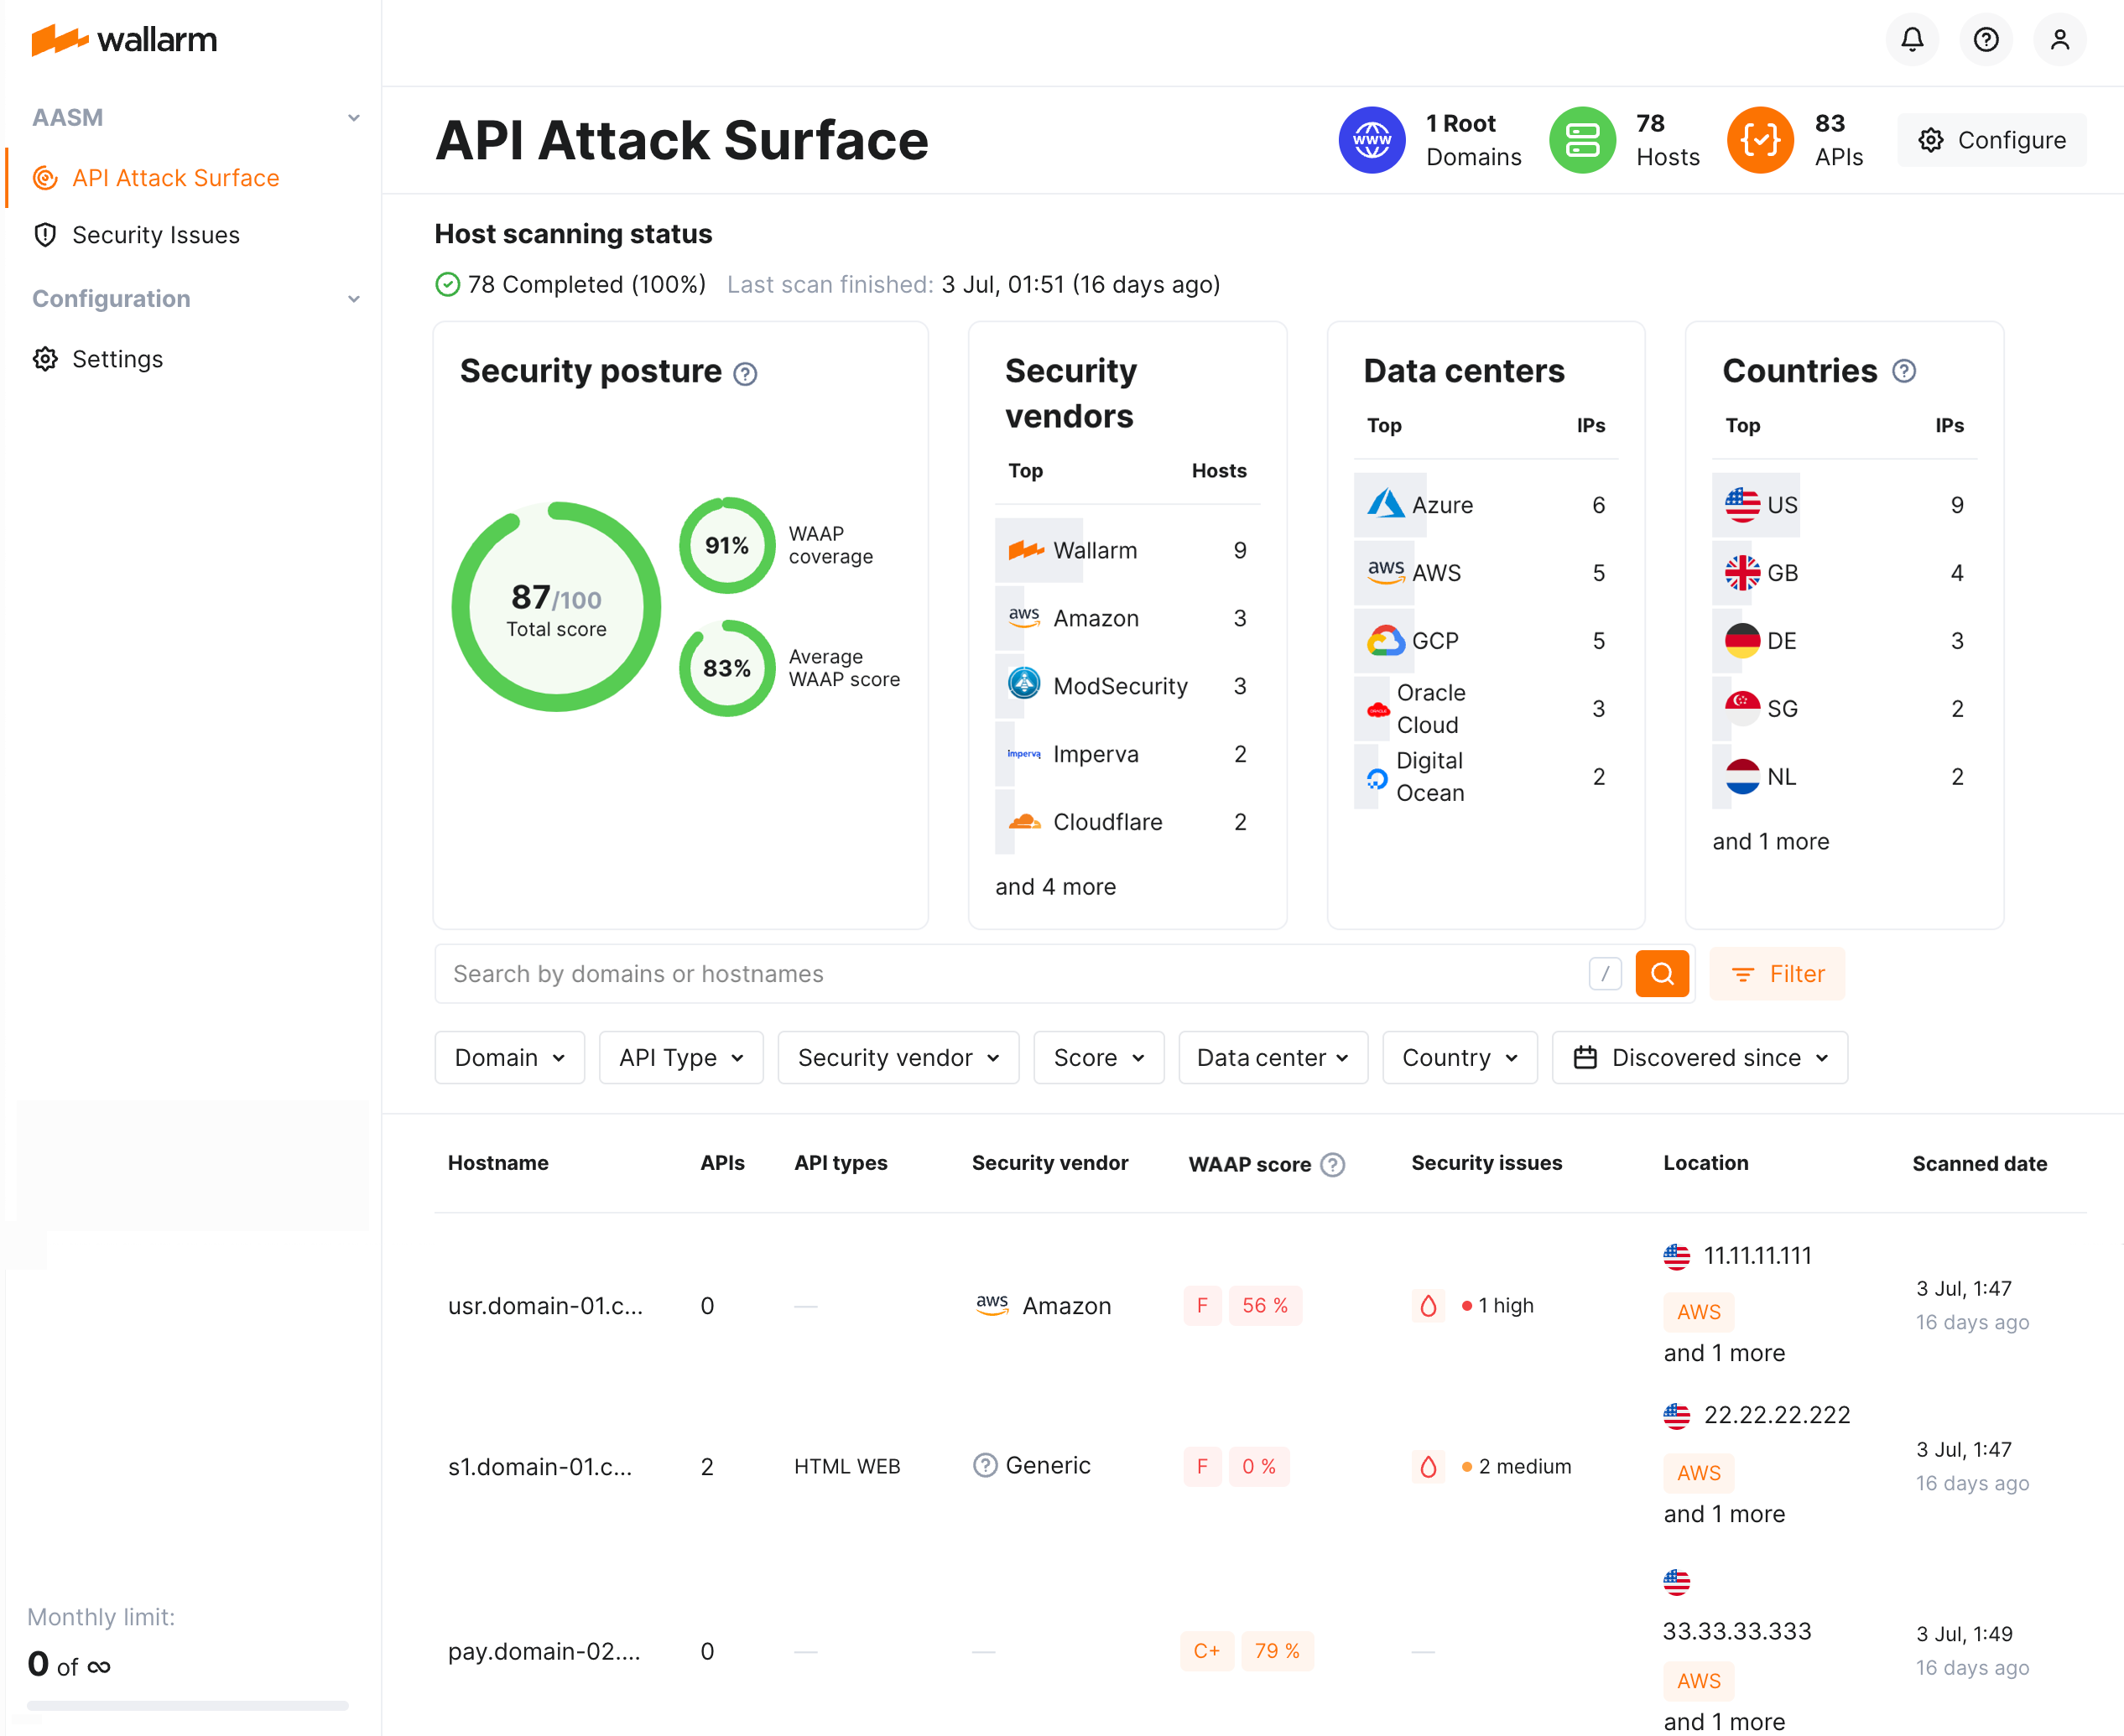 wallarm
AASM
API Attack Surface
Security Issues
Configuration
Settings
Monthly limit:
0 of ∞
API Attack Surface
WWW
1 Root
Domains
78
Hosts
83
APIs
Configure
Host scanning status
78 Completed (100%) Last scan finished: 3 Jul, 01:51 (16 days ago)
Security posture ?
87/100
Total score
91%
WAAP
coverage
83%
Average
WAAP score
Security
vendors
Top Hosts
Wallarm 9
aws Amazon 3
ModSecurity 3
imperva Imperva 2
Cloudflare 2
and 4 more
Data centers
Top IPs
Azure 6
aws AWS 5
GCP 5
ORACLE Oracle
Cloud 3
Digital
Ocean 2
Countries ?
Top IPs
US 9
GB 4
DE 3
SG 2
NL 2
and 1 more
Search by domains or hostnames /
Filter
Domain API Type Security vendor Score Data center Country Discovered since
Hostname APIs API types Security vendor WAAP score ? Security issues Location Scanned date
usr.domain-01.c... 0 — aws Amazon F 56 % 1 high
11.11.11.111
AWS
and 1 more
3 Jul, 1:47
16 days ago
s1.domain-01.c... 2 HTML WEB ? Generic F 0 % 2 medium
22.22.22.222
AWS
and 1 more
3 Jul, 1:47
16 days ago
pay.domain-02.... 0 — — C+ 79 % —
33.33.33.333
AWS
and 1 more
3 Jul, 1:49
16 days ago